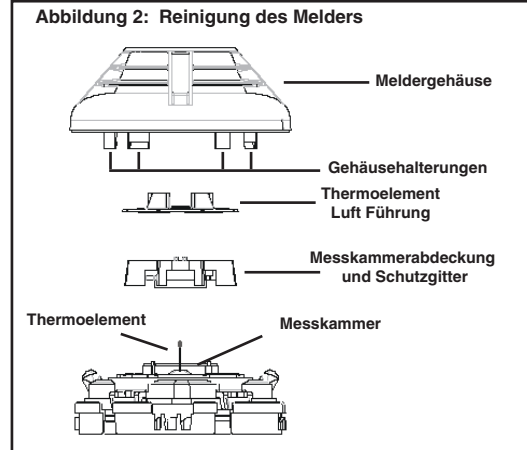 Abbildung 2: Reinigung des Melders
Meldergehäuse
Gehäusehalterungen
Thermoelement
Luft Führung
Messkammerabdeckung
und Schutzgitter
Thermoelement
Messkammer